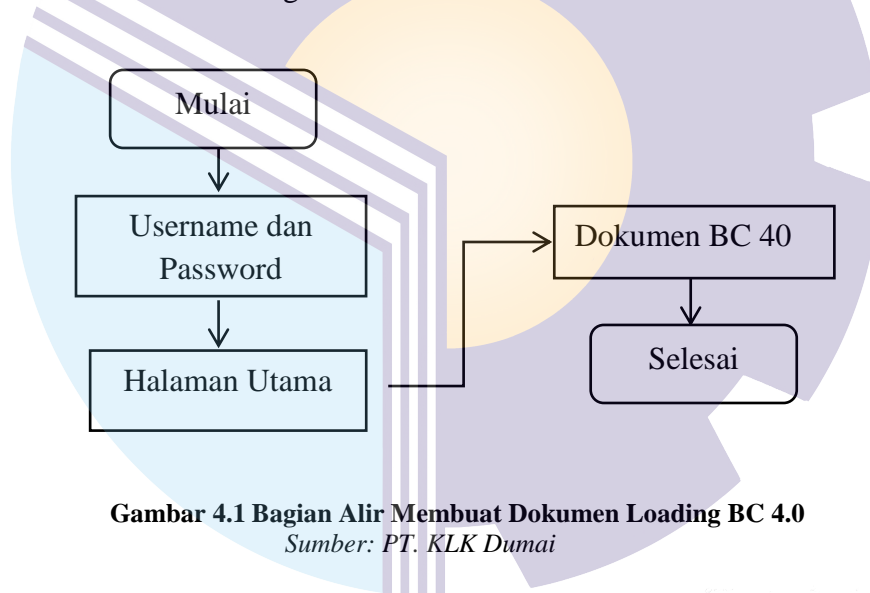 Mulai
Username dan
Password
Halaman Utama
Dokumen BC 40
Selesai
Gambar 4.1 Bagian Alir Membuat Dokumen Loading BC 4.0
Sumber: PT. KLK Dumai